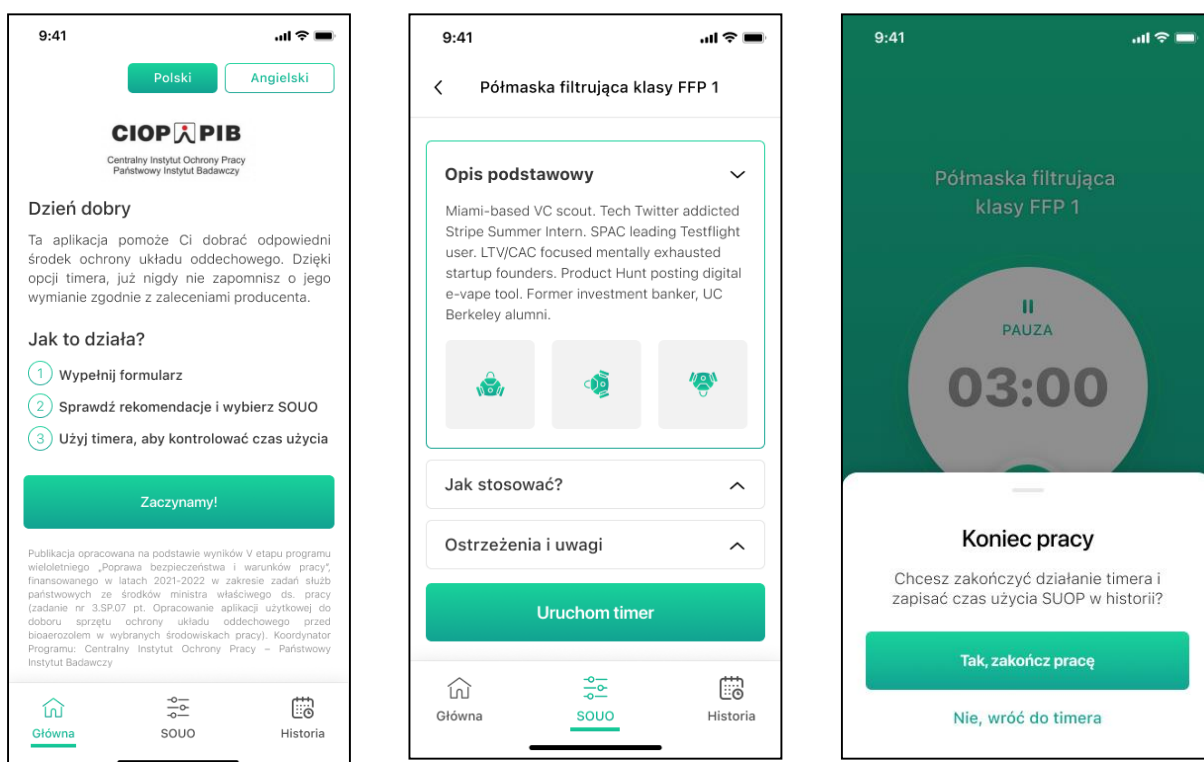 9:41
Polski
Angielski
CIOP PIB
Centralny Instytut Ochrony Pracy
Państwowy Instytut Badawczy
Dzień dobry
Ta aplikacja pomoże Ci dobrać odpowiedni
środek ochrony układu oddechowego. Dzięki
opcji timera, już nigdy nie zapomnisz o jego
wymianie zgodnie z zaleceniami producenta.
Jak to działa?
1 Wypełnij formularz
2 Sprawdź rekomendacje i wybierz SOUO
3 Użyj timera, aby kontrolować czas użycia
Zaczynamy!
Publikacja opracowana na podstawie wyników V etapu programu
wieloletniego „Poprawa bezpieczeństwa i warunków pracy”,
finansowanego w latach 2021-2022 w zakresie zadań służb
państwowych ze środków ministra właściwego ds. pracy
(zadanie nr 3.SP.07 pt. Opracowanie aplikacji użytkowej do
doboru sprzętu ochrony układu oddechowego przed
bioaerozolem w wybranych środowiskach pracy). Koordynator
Programu: Centralny Instytut Ochrony Pracy – Państwowy
Instytut Badawczy
Główna
SOUO
Historia
9:41
Półmaska filtrująca klasy FFP 1
Opis podstawowy
Miami-based VC scout. Tech Twitter addicted
Stripe Summer Intern. SPAC leading Testflight
user. LTV/CAC focused mentally exhausted
startup founders. Product Hunt posting digital
e-vape tool. Former investment banker, UC
Berkeley alumni.
Jak stosować?
Ostrzeżenia i uwagi
Uruchom timer
Główna
SOUO
Historia
9:41
Półmaska filtrująca
klasy FFP 1
PAUZA
03:00
Koniec pracy
Chcesz zakończyć działanie timera i
zapisać czas użycia SUOP w historii?
Tak, zakończ pracę
Nie, wróć do timera